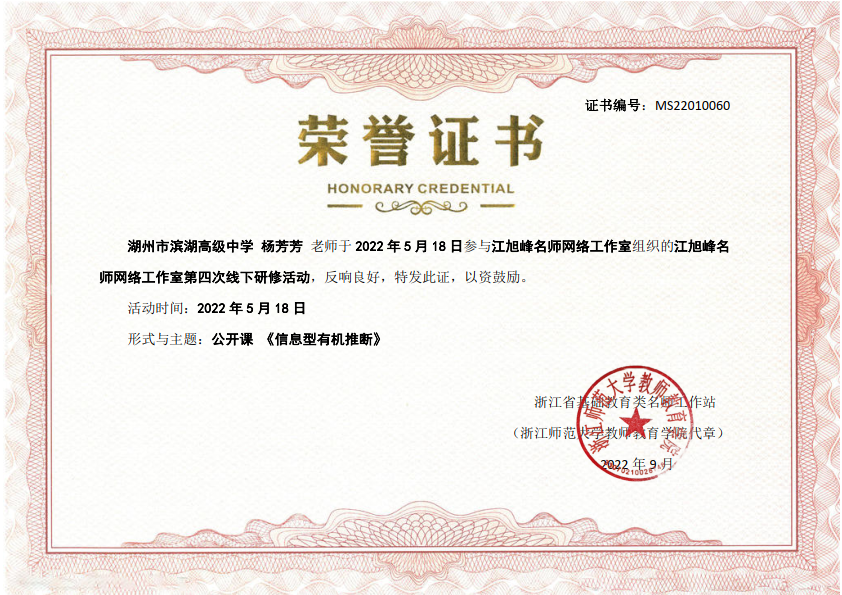 证书编号：MS22010060
荣誉证书
HONORARY CREDENTIAL
湖州市滨湖高级中学 杨芳芳 老师于 2022 年 5 月 18 日参与江旭峰名师网络工作室组织的江旭峰名
师网络工作室第四次线下研修活动，反响良好，特发此证，以资鼓励。
活动时间：2022 年 5 月 18 日
形式与主题：公开课 《信息型有机推断》
浙江省基础教育类名师工作站
（浙江师范大学教师教育学院代章）
2022 年 9 月
浙江师范大学教师教育学院